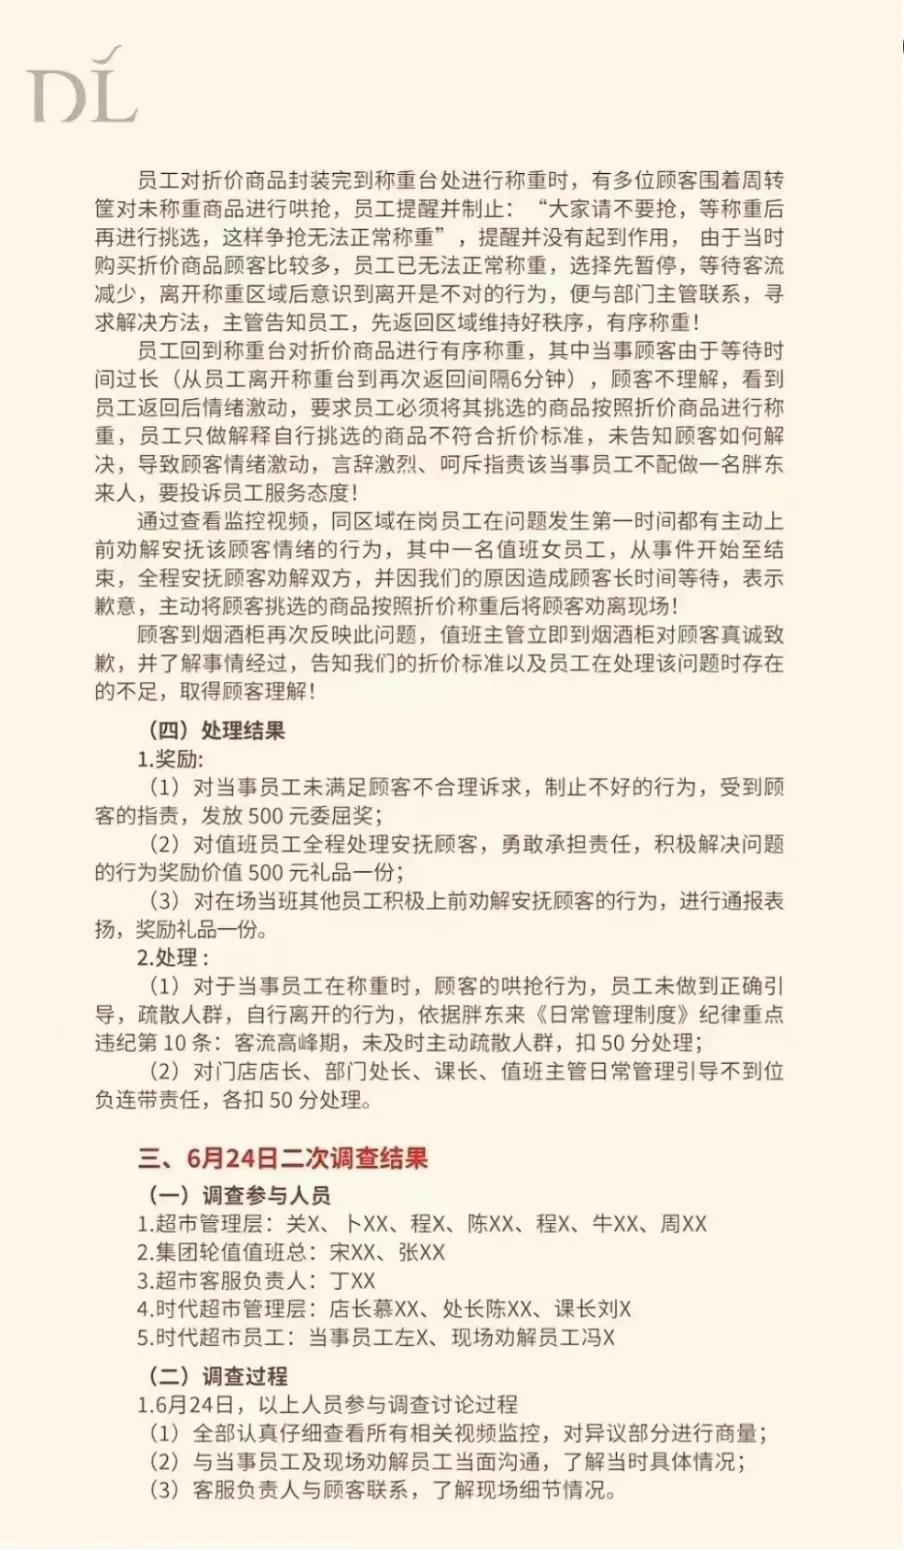 DL
员工对折价商品封装完到称重台处进行称重时，有多位顾客围着周转
筐对未称重商品进行哄抢，员工提醒并制止：“大家请不要抢，等称重后
再进行挑选，这样争抢无法正常称重”，提醒并没有起到作用， 由于当时
购买折价商品顾客比较多，员工已无法正常称重，选择先暂停，等待客流
减少，离开称重区域后意识到离开是不对的行为，便与部门主管联系，寻
求解决方法，主管告知员工，先返回区域维持好秩序，有序称重！
员工回到称重台对折价商品进行有序称重，其中当事顾客由于等待时
间过长（从员工离开称重台到再次返回间隔6分钟），顾客不理解，看到
员工返回后情绪激动，要求员工必须将其挑选的商品按照折价商品进行称
重，员工只做解释自行挑选的商品不符合折价标准，未告知顾客如何解
决，导致顾客情绪激动，言辞激烈、呵斥指责该当事员工不配做一名胖东
来人，要投诉员工服务态度！
通过查看监控视频，同区域在岗员工在问题发生第一时间都有主动上
前劝解安抚该顾客情绪的行为，其中一名值班女员工，从事件开始至结
束，全程安抚顾客劝解双方，并因我们的原因造成顾客长时间等待，表示
歉意，主动将顾客挑选的商品按照折价称重后将顾客劝离现场！
顾客到烟酒柜再次反映此问题，值班主管立即到烟酒柜对顾客真诚致
歉，并了解事情经过，告知我们的折价标准以及员工在处理该问题时存在
的不足，取得顾客理解！
（四）处理结果
1.奖励:
（1）对当事员工未满足顾客不合理诉求，制止不好的行为，受到顾
客的指责，发放 500 元委屈奖；
（2）对值班员工全程处理安抚顾客，勇敢承担责任，积极解决问题
的行为奖励价值 500 元礼品一份；
（3）对在场当班其他员工积极上前劝解安抚顾客的行为，进行通报表
扬，奖励礼品一份。
2.处理：
（1）对于当事员工在称重时，顾客的哄抢行为，员工未做到正确引
导，疏散人群，自行离开的行为，依据胖东来《日常管理制度》纪律重点
违纪第 10 条：客流高峰期，未及时主动疏散人群，扣 50 分处理；
（2）对门店店长、部门处长、课长、值班主管日常管理引导不到位
负连带责任，各扣 50 分处理。
三、6月24日二次调查结果
（一）调查参与人员
1.超市管理层：关X、卜XX、程X、陈XX、程X、牛XX、周XX
2.集团轮值值班总：宋XX、张XX
3.超市客服负责人：丁XX
4.时代超市管理层：店长慕XX、处长陈XX、课长刘X
5.时代超市员工：当事员工左X、现场劝解员工冯X
（二）调查过程
1.6月24日，以上人员参与调查讨论过程
（1）全部认真仔细查看所有相关视频监控，对异议部分进行商量；
（2）与当事员工及现场劝解员工当面沟通，了解当时具体情况；
（3）客服负责人与顾客联系，了解现场细节情况。